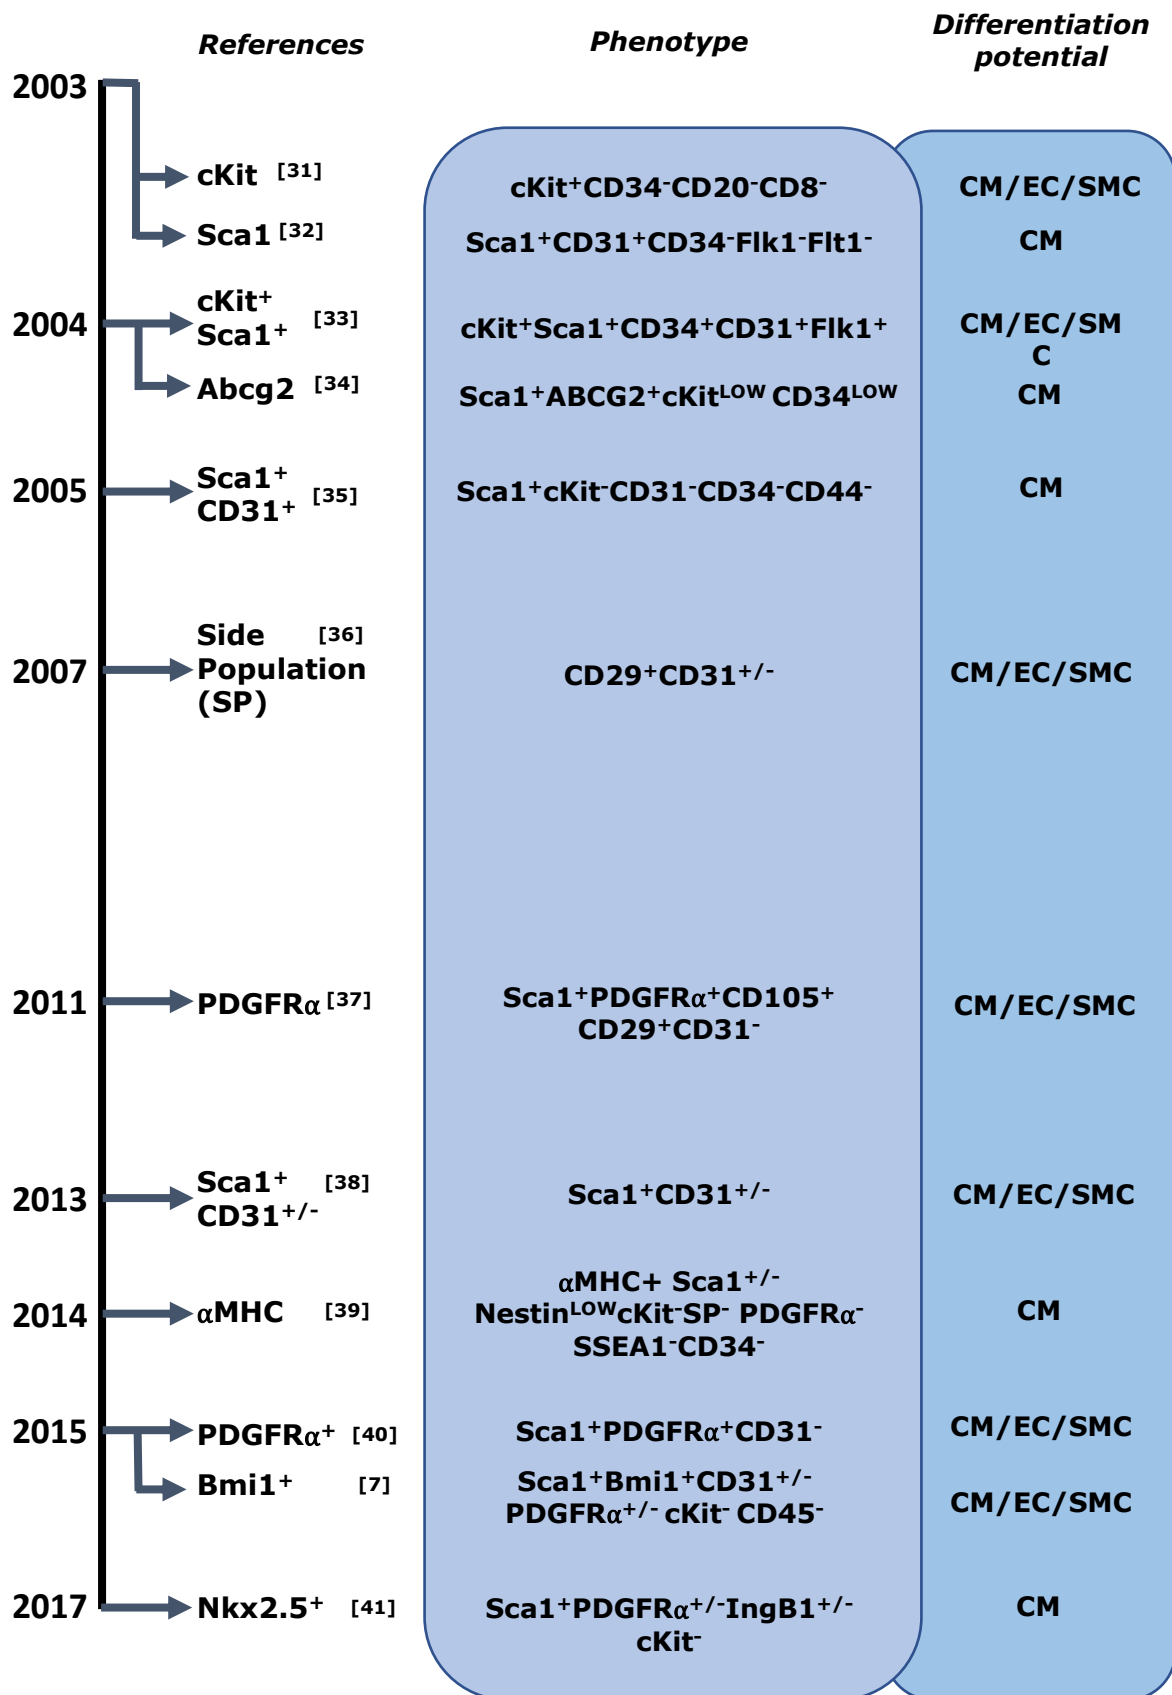 References Phenotype Differentiation
potential
2003
cKit [31] cKit⁺CD34⁻CD20⁻CD8⁻ CM/EC/SMC
Sca1 [32] Sca1⁺CD31⁺CD34⁻Flk1⁻Flt1⁻ CM
2004
cKit⁺
Sca1⁺ [33] cKit⁺Sca1⁺CD34⁺CD31⁺Flk1⁺ CM/EC/SM
C
Abcg2 [34] Sca1⁺ABCG2⁺cKitᴸᴼᵂ CD34ᴸᴼᵂ CM
2005
Sca1⁺
CD31⁺ [35] Sca1⁺cKit⁻CD31⁻CD34⁻CD44⁻ CM
2007
Side [36]
Population
(SP)
CD29⁺CD31⁺/⁻ CM/EC/SMC
2011
PDGFRα [37] Sca1⁺PDGFRα⁺CD105⁺
CD29⁺CD31⁻
CM/EC/SMC
2013
Sca1⁺ [38]
CD31⁺/⁻
Sca1⁺CD31⁺/⁻ CM/EC/SMC
2014
αMHC [39]
αMHC+ Sca1⁺/⁻
Nestinᴸᴼᵂ cKit⁻SP⁻ PDGFRα⁻
SSEA1⁻CD34⁻
CM
2015
PDGFRα⁺ [40] Sca1⁺PDGFRα⁺CD31⁻ CM/EC/SMC
Bmi1⁺ [7] Sca1⁺Bmi1⁺CD31⁺/⁻
PDGFRα⁺/⁻ cKit⁻ CD45⁻
CM/EC/SMC
2017
Nkx2.5⁺ [41] Sca1⁺PDGFRα⁺/⁻IngB1⁺/⁻
cKit⁻
CM